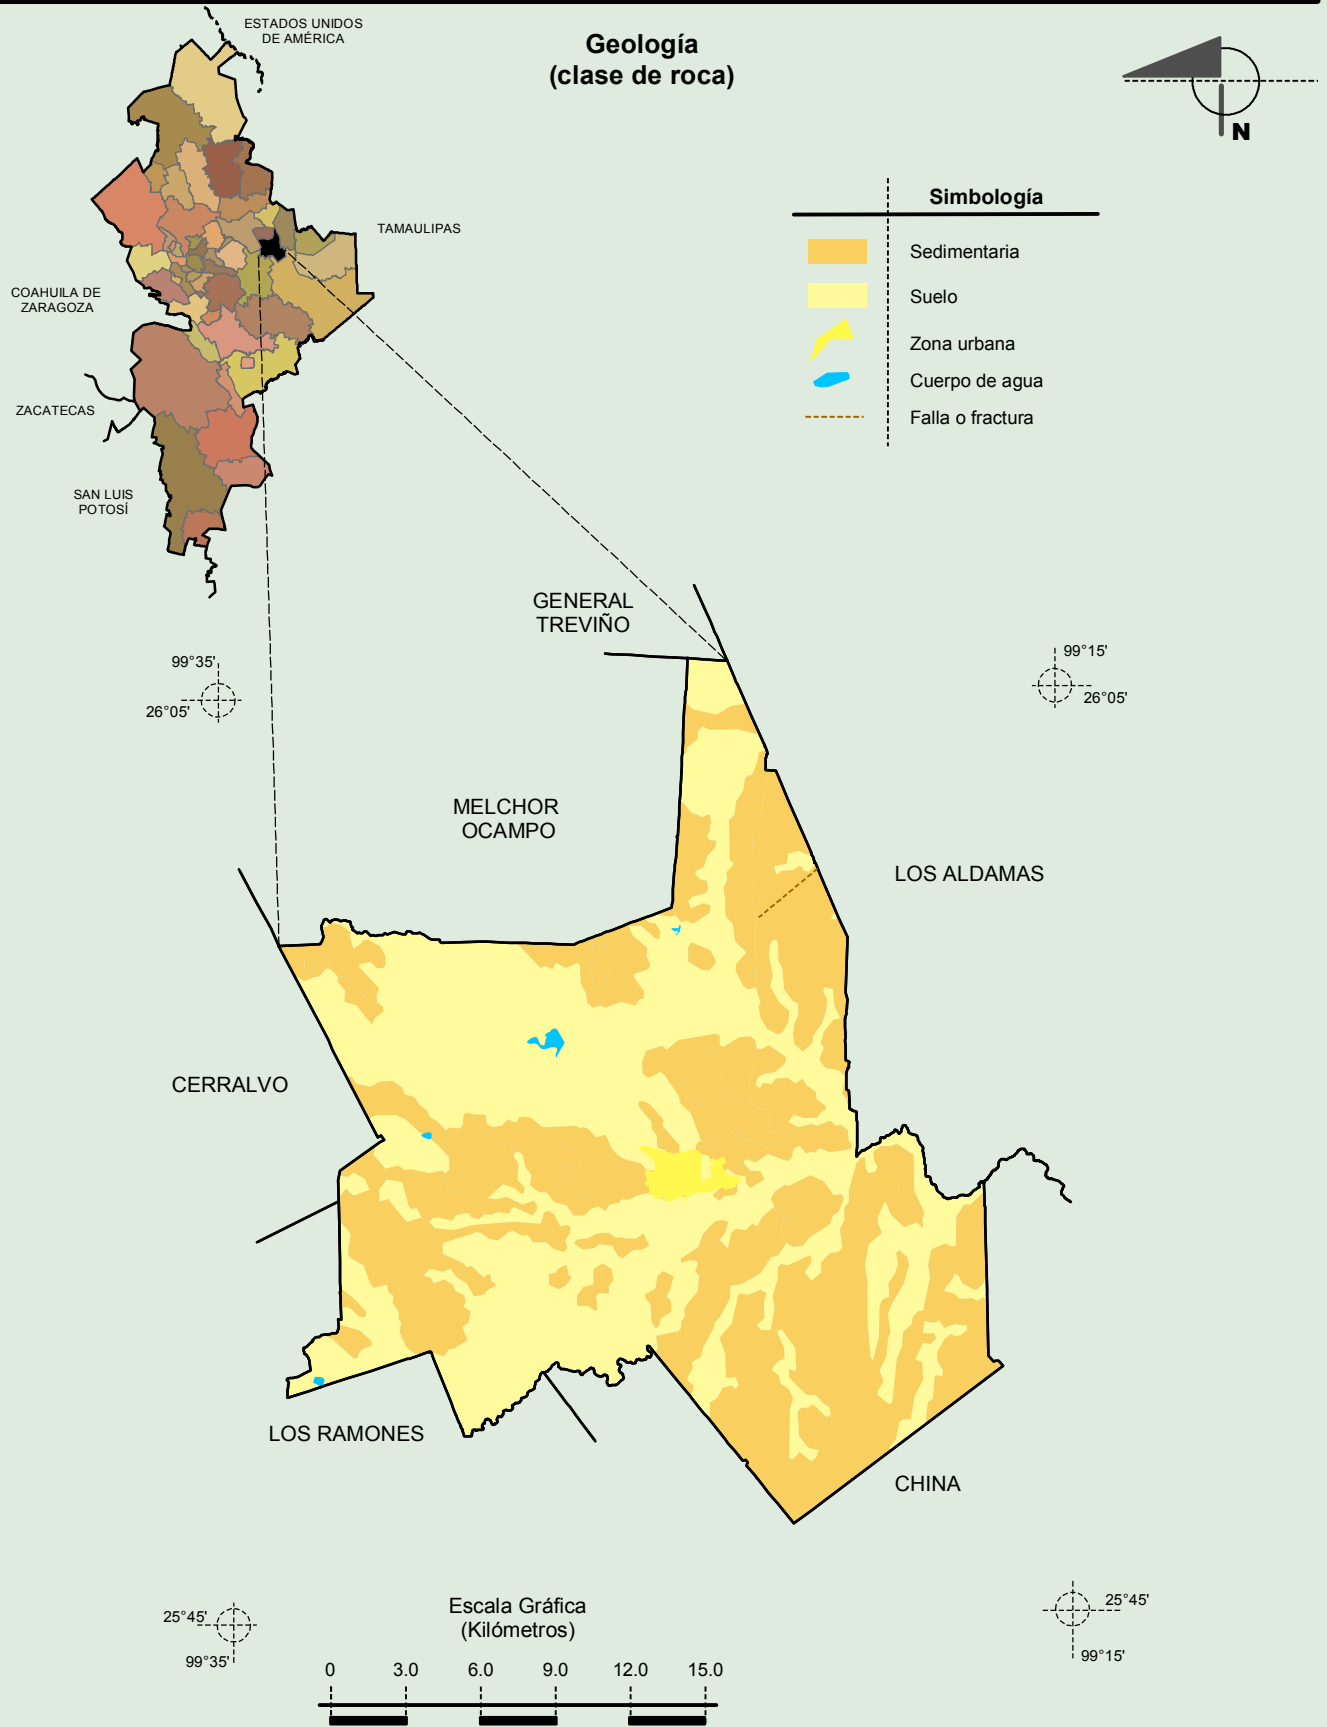 ESTADOS UNIDOS
DE AMÉRICA
Geología
(clase de roca)
N
Simbología
Sedimentaria
Suelo
Zona urbana
Cuerpo de agua
Falla o fractura
TAMAULIPAS
COAHUILA DE
ZARAGOZA
ZACATECAS
SAN LUIS
POTOSÍ
GENERAL
TREVIÑO
99°35'
26°05'
99°15'
26°05'
MELCHOR
OCAMPO
LOS ALDAMAS
CERRALVO
LOS RAMONES
CHINA
25°45'
99°35'
Escala Gráfica
(Kilómetros)
0 3.0 6.0 9.0 12.0 15.0
25°45'
99°15'